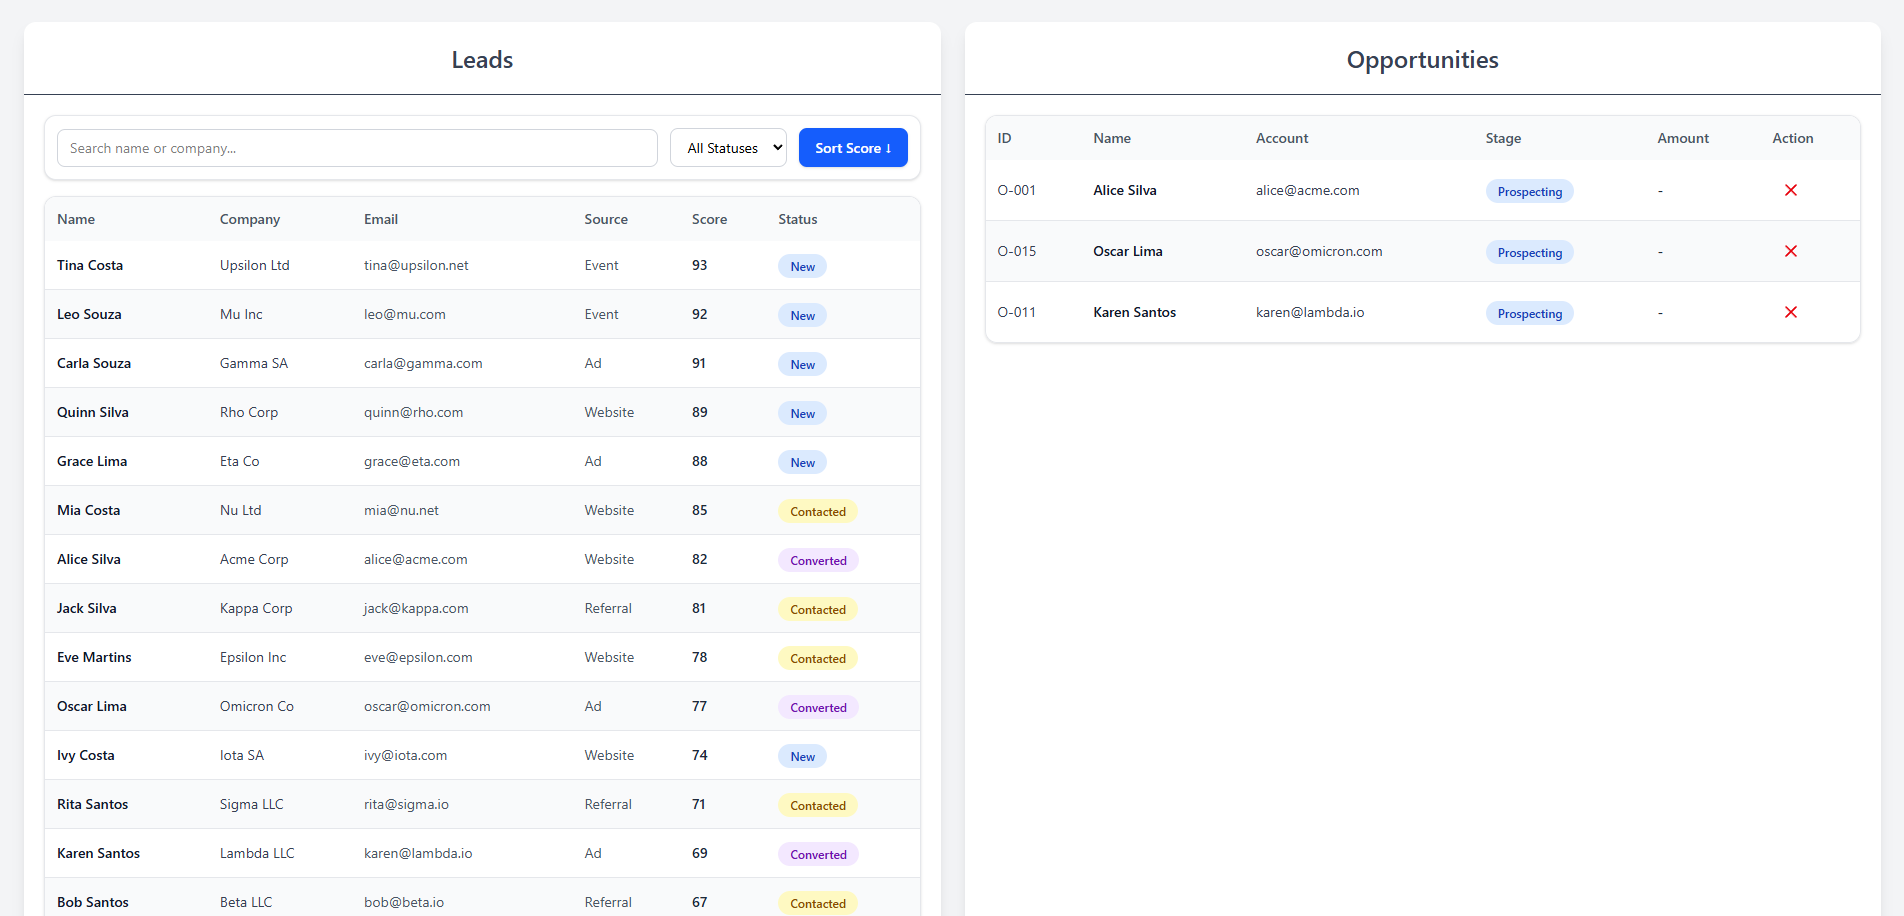 Leads
Search name or company...
All Statuses
Sort Score ↓
Name Company Email Source Score Status
Tina Costa Upsilon Ltd tina@upsilon.net Event 93 New
Leo Souza Mu Inc leo@mu.com Event 92 New
Carla Souza Gamma SA carla@gamma.com Ad 91 New
Quinn Silva Rho Corp quinn@rho.com Website 89 New
Grace Lima Eta Co grace@eta.com Ad 88 New
Mia Costa Nu Ltd mia@nu.net Website 85 Contacted
Alice Silva Acme Corp alice@acme.com Website 82 Converted
Jack Silva Kappa Corp jack@kappa.com Referral 81 Contacted
Eve Martins Epsilon Inc eve@epsilon.com Website 78 Contacted
Oscar Lima Omicron Co oscar@omicron.com Ad 77 Converted
Ivy Costa Iota SA ivy@iota.com Website 74 New
Rita Santos Sigma LLC rita@sigma.io Referral 71 Contacted
Karen Santos Lambda LLC karen@lambda.io Ad 69 Converted
Bob Santos Beta LLC bob@beta.io Referral 67 Contacted
Opportunities
ID Name Account Stage Amount Action
O-001 Alice Silva alice@acme.com Prospecting -
O-015 Oscar Lima oscar@omicron.com Prospecting -
O-011 Karen Santos karen@lambda.io Prospecting -